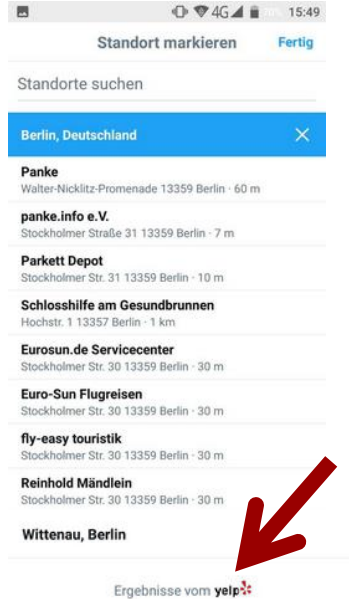 4G 15:49
Standort markieren Fertig
Standorte suchen
Berlin, Deutschland
Panke
Walter-Nicklitz-Promenade 13359 Berlin · 60 m
panke.info e.V.
Stockholmer Straße 31 13359 Berlin · 7 m
Parkett Depot
Stockholmer Str. 31 13359 Berlin · 10 m
Schlosshilfe am Gesundbrunnen
Hochstr. 1 13357 Berlin · 1 km
Eurosun.de Servicecenter
Stockholmer Str. 30 13359 Berlin · 30 m
Euro-Sun Flugreisen
Stockholmer Str. 30 13359 Berlin · 30 m
fly-easy touristik
Stockholmer Str. 30 13359 Berlin · 30 m
Reinhold Mändlein
Stockholmer Str. 30 13359 Berlin · 30 m
Wittenau, Berlin
Ergebnisse vom yelp